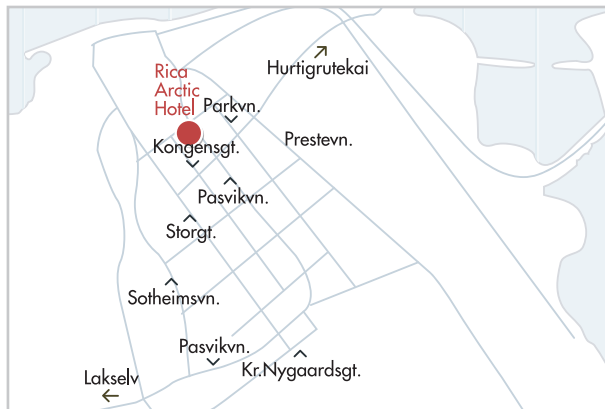 Hurtigrutekai
Rica
Arctic
Hotel
Parkvn.
Prestevn.
Kongensgt.
Pasvikvn.
Storgt.
Sotheimsvn.
Pasvikvn.
Kr.Nygaardsgt.
Lakselv